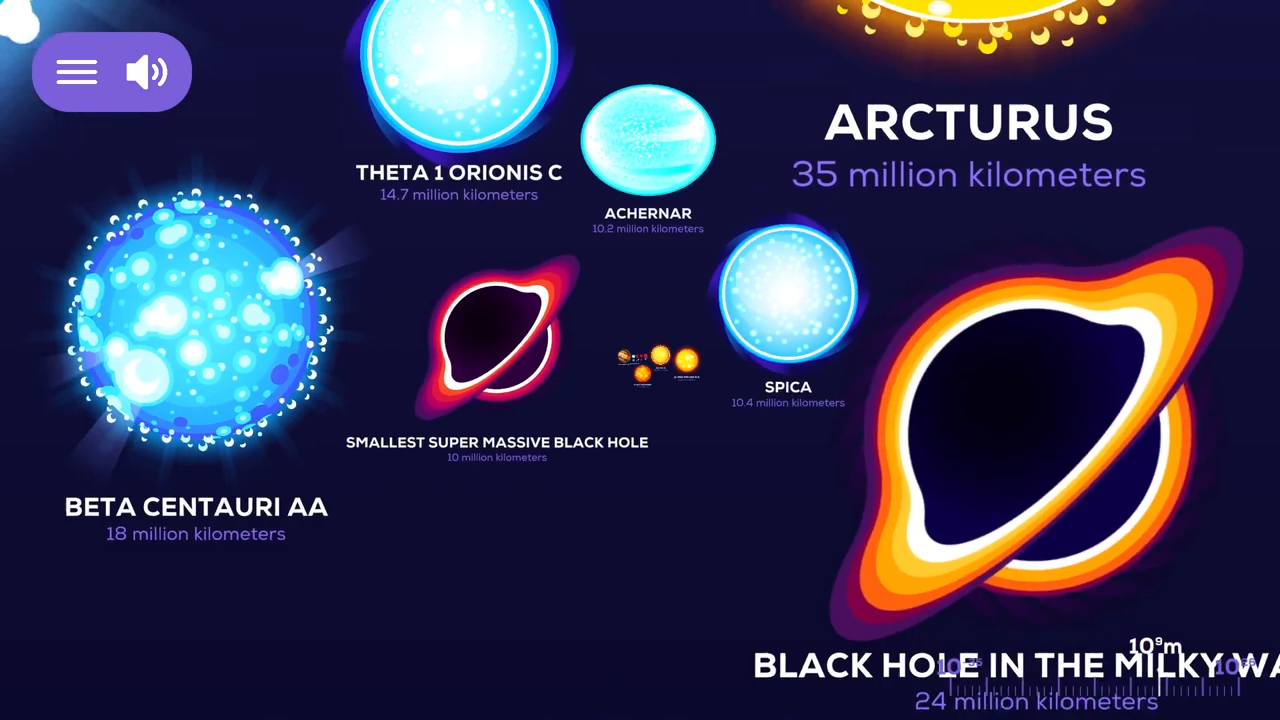 ARCTURUS
35 million kilometers
THETA 1 ORIONIS C
14.7 million kilometers
ACHERNAR
10.2 million kilometers
SPICA
10.4 million kilometers
SMALLEST SUPER MASSIVE BLACK HOLE
10 million kilometers
BETA CENTAURI AA
18 million kilometers
10⁹m
BLACK HOLE IN THE MILKY WA
24 million kilometers